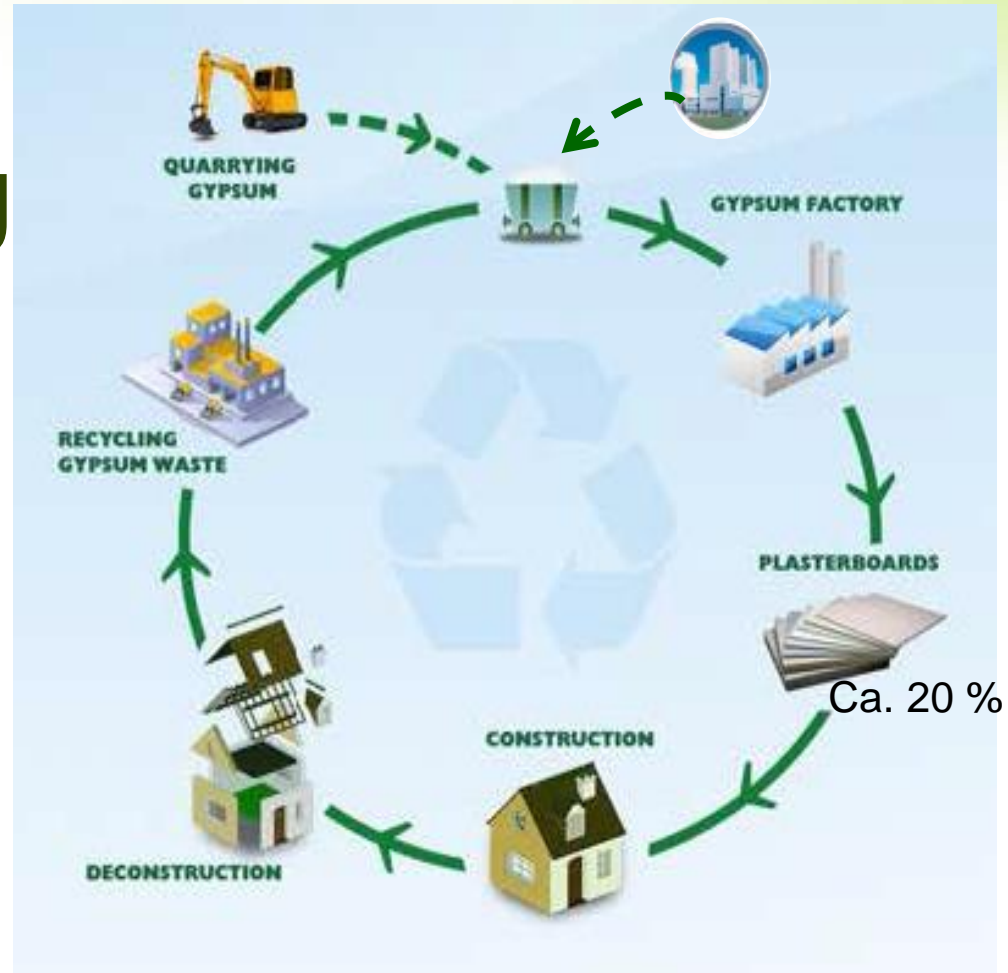 QUARRYING
GYPSUM
GYPSUM FACTORY
RECYCLING
GYPSUM WASTE
PLASTERBOARDS
Ca. 20 %
CONSTRUCTION
DECONSTRUCTION